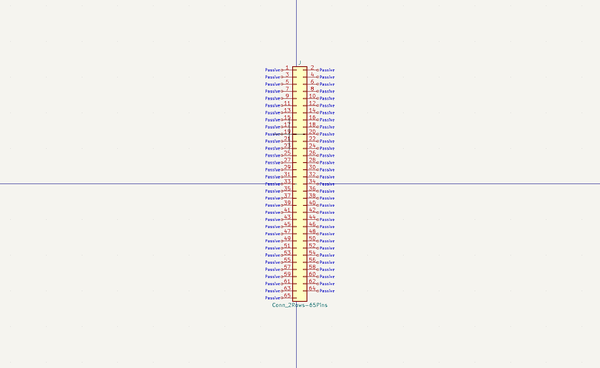 J
Passive 1 2 Passive
Passive 3 4 Passive
Passive 5 6 Passive
Passive 7 8 Passive
Passive 9 10 Passive
Passive 11 12 Passive
Passive 13 14 Passive
Passive 15 16 Passive
Passive 17 18 Passive
Passive 19 20 Passive
Passive 21 22 Passive
Passive 23 24 Passive
Passive 25 26 Passive
Passive 27 28 Passive
Passive 29 30 Passive
Passive 31 32 Passive
Passive 33 34 Passive
Passive 35 36 Passive
Passive 37 38 Passive
Passive 39 40 Passive
Passive 41 42 Passive
Passive 43 44 Passive
Passive 45 46 Passive
Passive 47 48 Passive
Passive 49 50 Passive
Passive 51 52 Passive
Passive 53 54 Passive
Passive 55 56 Passive
Passive 57 58 Passive
Passive 59 60 Passive
Passive 61 62 Passive
Passive 63 64 Passive
Passive 65
Conn_2Rows-65Pins